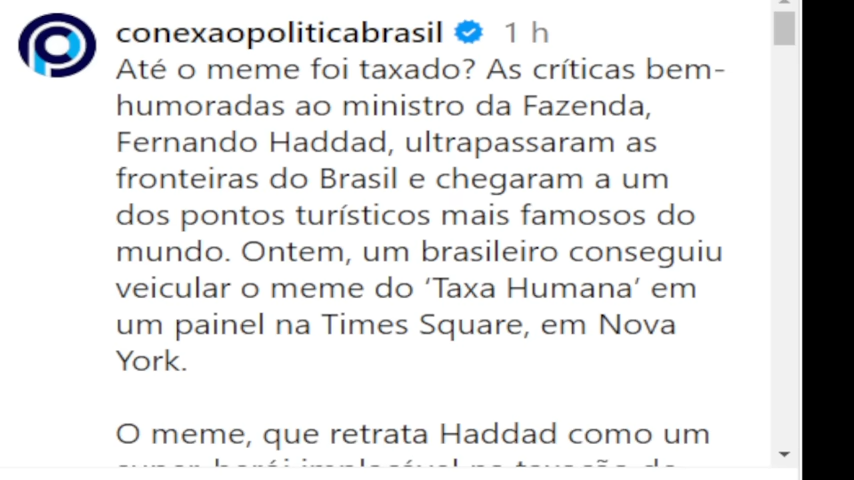 conexaopoliticabrasil 1 h
Até o meme foi taxado? As críticas bem-
humoradas ao ministro da Fazenda,
Fernando Haddad, ultrapassaram as
fronteiras do Brasil e chegaram a um
dos pontos turísticos mais famosos do
mundo. Ontem, um brasileiro conseguiu
veicular o meme do ‘Taxa Humana’ em
um painel na Times Square, em Nova
York.
O meme, que retrata Haddad como um